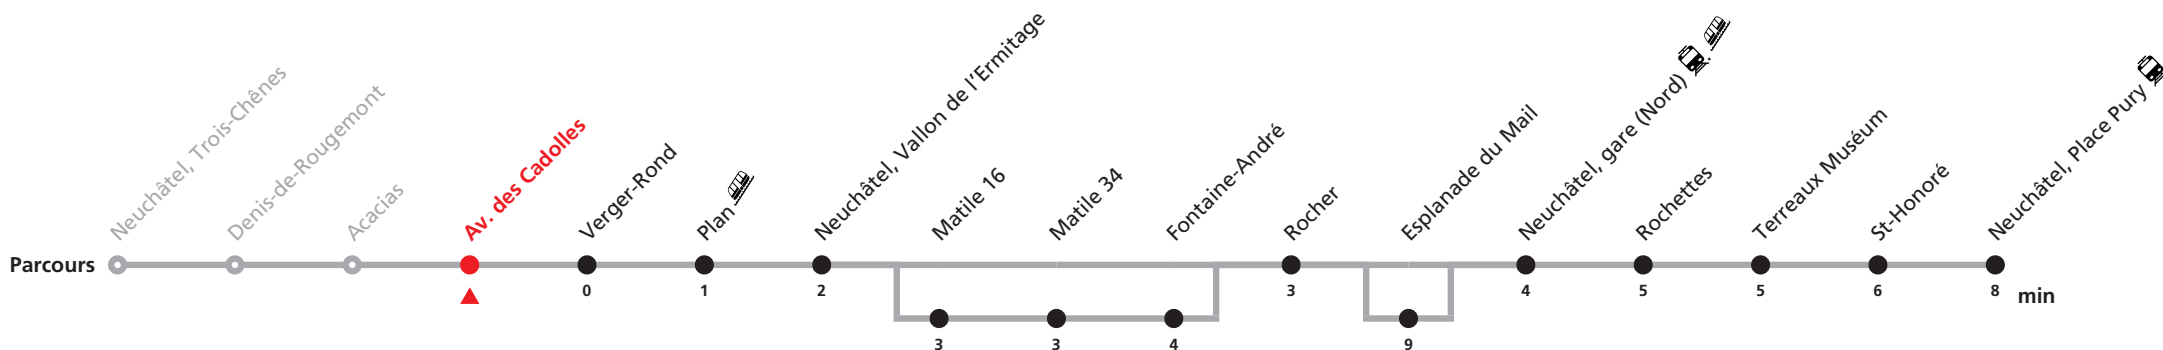 Neuchâtel, Trois-Chênes
Denis-de-Rougemont
Acacias
Av. des Cadolles
Verger-Rond
Plan
Neuchâtel, Vallon de l'Ermitage
Matile 16
Matile 34
Fontaine-André
Rocher
Esplanade du Mail
Neuchâtel, gare (Nord)
Rochettes
Terreaux Muséum
St-Honoré
Neuchâtel, Place Pury
Parcours
0 1 2 3 4 5 5 6 8 min
3 3 4 9